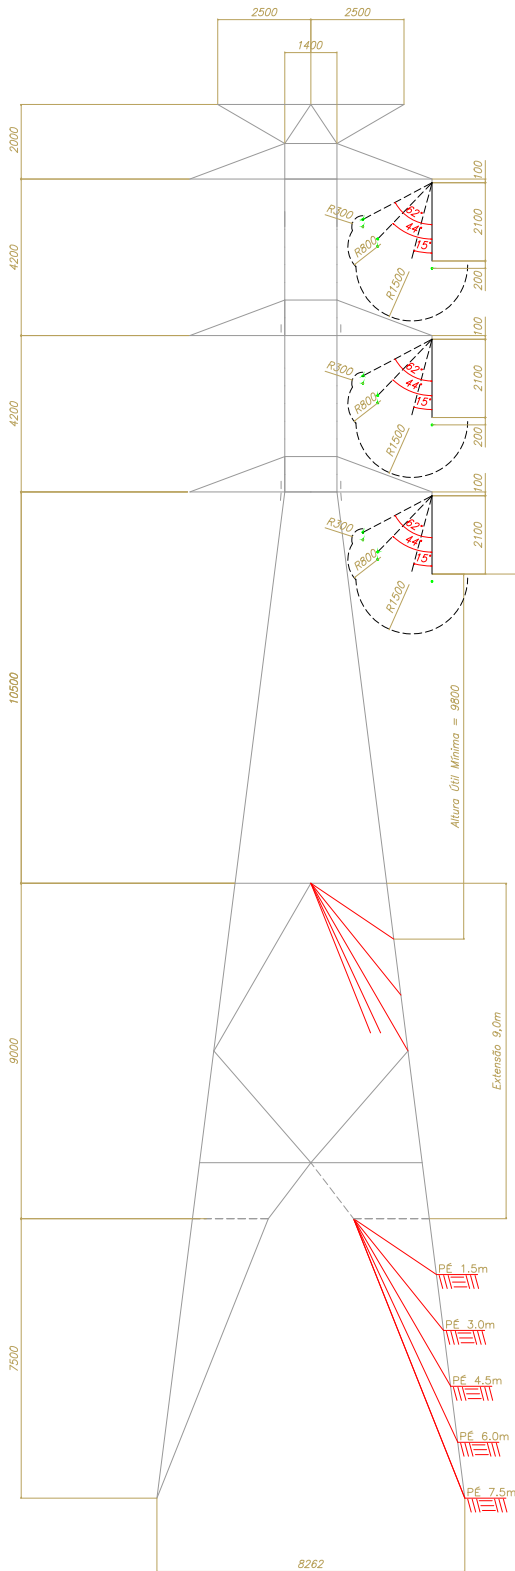 2500
2500
1400
2000
100
2100
R300
62°
44°
R800
15°
R1500
200
4200
100
2100
R300
62°
44°
R800
15°
R1500
200
4200
100
2100
R300
62°
44°
R800
15°
R1500
10500
Altura Útil Mínima = 9800
9000
Extensão 9,0m
PÉ 1.5m
PÉ 3.0m
7500
PÉ 4.5m
PÉ 6.0m
PÉ 7.5m
8262